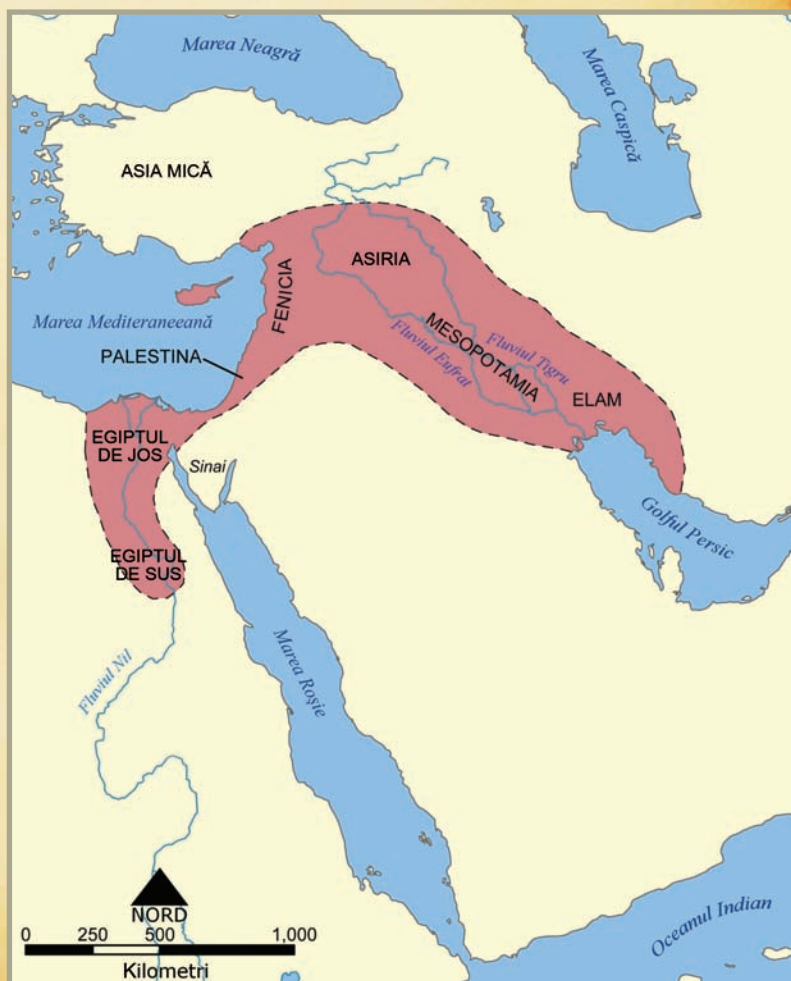 Marea Neagră
Marea Caspică
ASIA MICĂ
ASIRIA
FENICIA
Marea Mediteraneeană
MESOPOTAMIA
Fluviul Tigru
Fluviul Eufrat
PALESTINA
ELAM
EGIPTUL
DE JOS
Sinai
Golful Persic
EGIPTUL
DE SUS
Fluviul Nil
Marea Roșie
Oceanul Indian
NORD
0 250 500 1,000
Kilometri